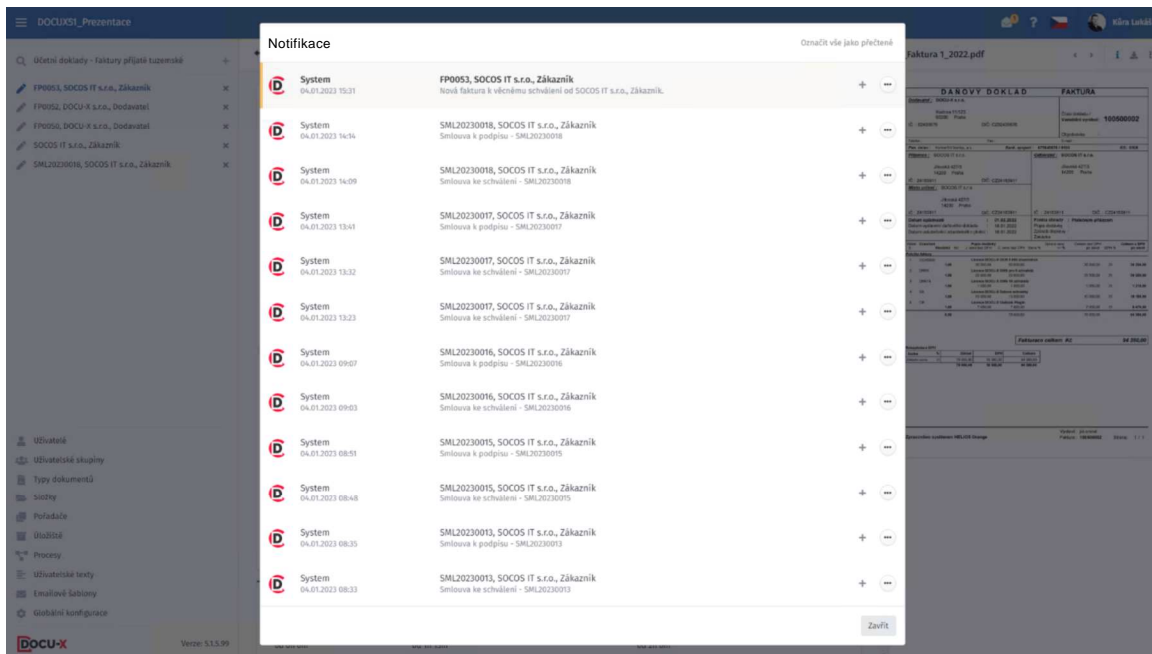 DOCUX51_Prezentace
Kára Lukáš
Účetní doklady - faktury přijaté tuzemské
FP0053, SOCOS IT s.r.o., Zákazník
FP0052, DOCU-X s.r.o., Dodavatel
FP0050, DOCU-X s.r.o., Dodavatel
SOCOS IT s.r.o., Zákazník
SML20230016, SOCOS IT s.r.o., Zákazník
Uživatelé
Uživatelské skupiny
Typy dokumentů
Složky
Pořadače
Úložiště
Procesy
Uživatelské texty
Emailové šablony
Globální konfigurace
DOCU-X
Verze: 5.1.5.99
Notifikace
Označit vše jako přečtené
System
04.01.2023 15:31
FP0053, SOCOS IT s.r.o., Zákazník
Nová faktura k věcnému schválení od SOCOS IT s.r.o., Zákazník.
System
04.01.2023 14:14
SML20230018, SOCOS IT s.r.o., Zákazník
Smlouva k podpisu - SML20230018
System
04.01.2023 14:09
SML20230018, SOCOS IT s.r.o., Zákazník
Smlouva ke schválení - SML20230018
System
04.01.2023 13:41
SML20230017, SOCOS IT s.r.o., Zákazník
Smlouva k podpisu - SML20230017
System
04.01.2023 13:32
SML20230017, SOCOS IT s.r.o., Zákazník
Smlouva ke schválení - SML20230017
System
04.01.2023 13:23
SML20230017, SOCOS IT s.r.o., Zákazník
Smlouva ke schválení - SML20230017
System
04.01.2023 09:07
SML20230016, SOCOS IT s.r.o., Zákazník
Smlouva k podpisu - SML20230016
System
04.01.2023 09:03
SML20230016, SOCOS IT s.r.o., Zákazník
Smlouva ke schválení - SML20230016
System
04.01.2023 08:51
SML20230015, SOCOS IT s.r.o., Zákazník
Smlouva k podpisu - SML20230015
System
04.01.2023 08:48
SML20230015, SOCOS IT s.r.o., Zákazník
Smlouva ke schválení - SML20230015
System
04.01.2023 08:35
SML20230013, SOCOS IT s.r.o., Zákazník
Smlouva k podpisu - SML20230013
System
04.01.2023 08:33
SML20230013, SOCOS IT s.r.o., Zákazník
Smlouva ke schválení - SML20230013
Zavřít
Faktura 1_2022.pdf
DAŇOVÝ DOKLAD
FAKTURA
100500002
Fakturace celkem Kč